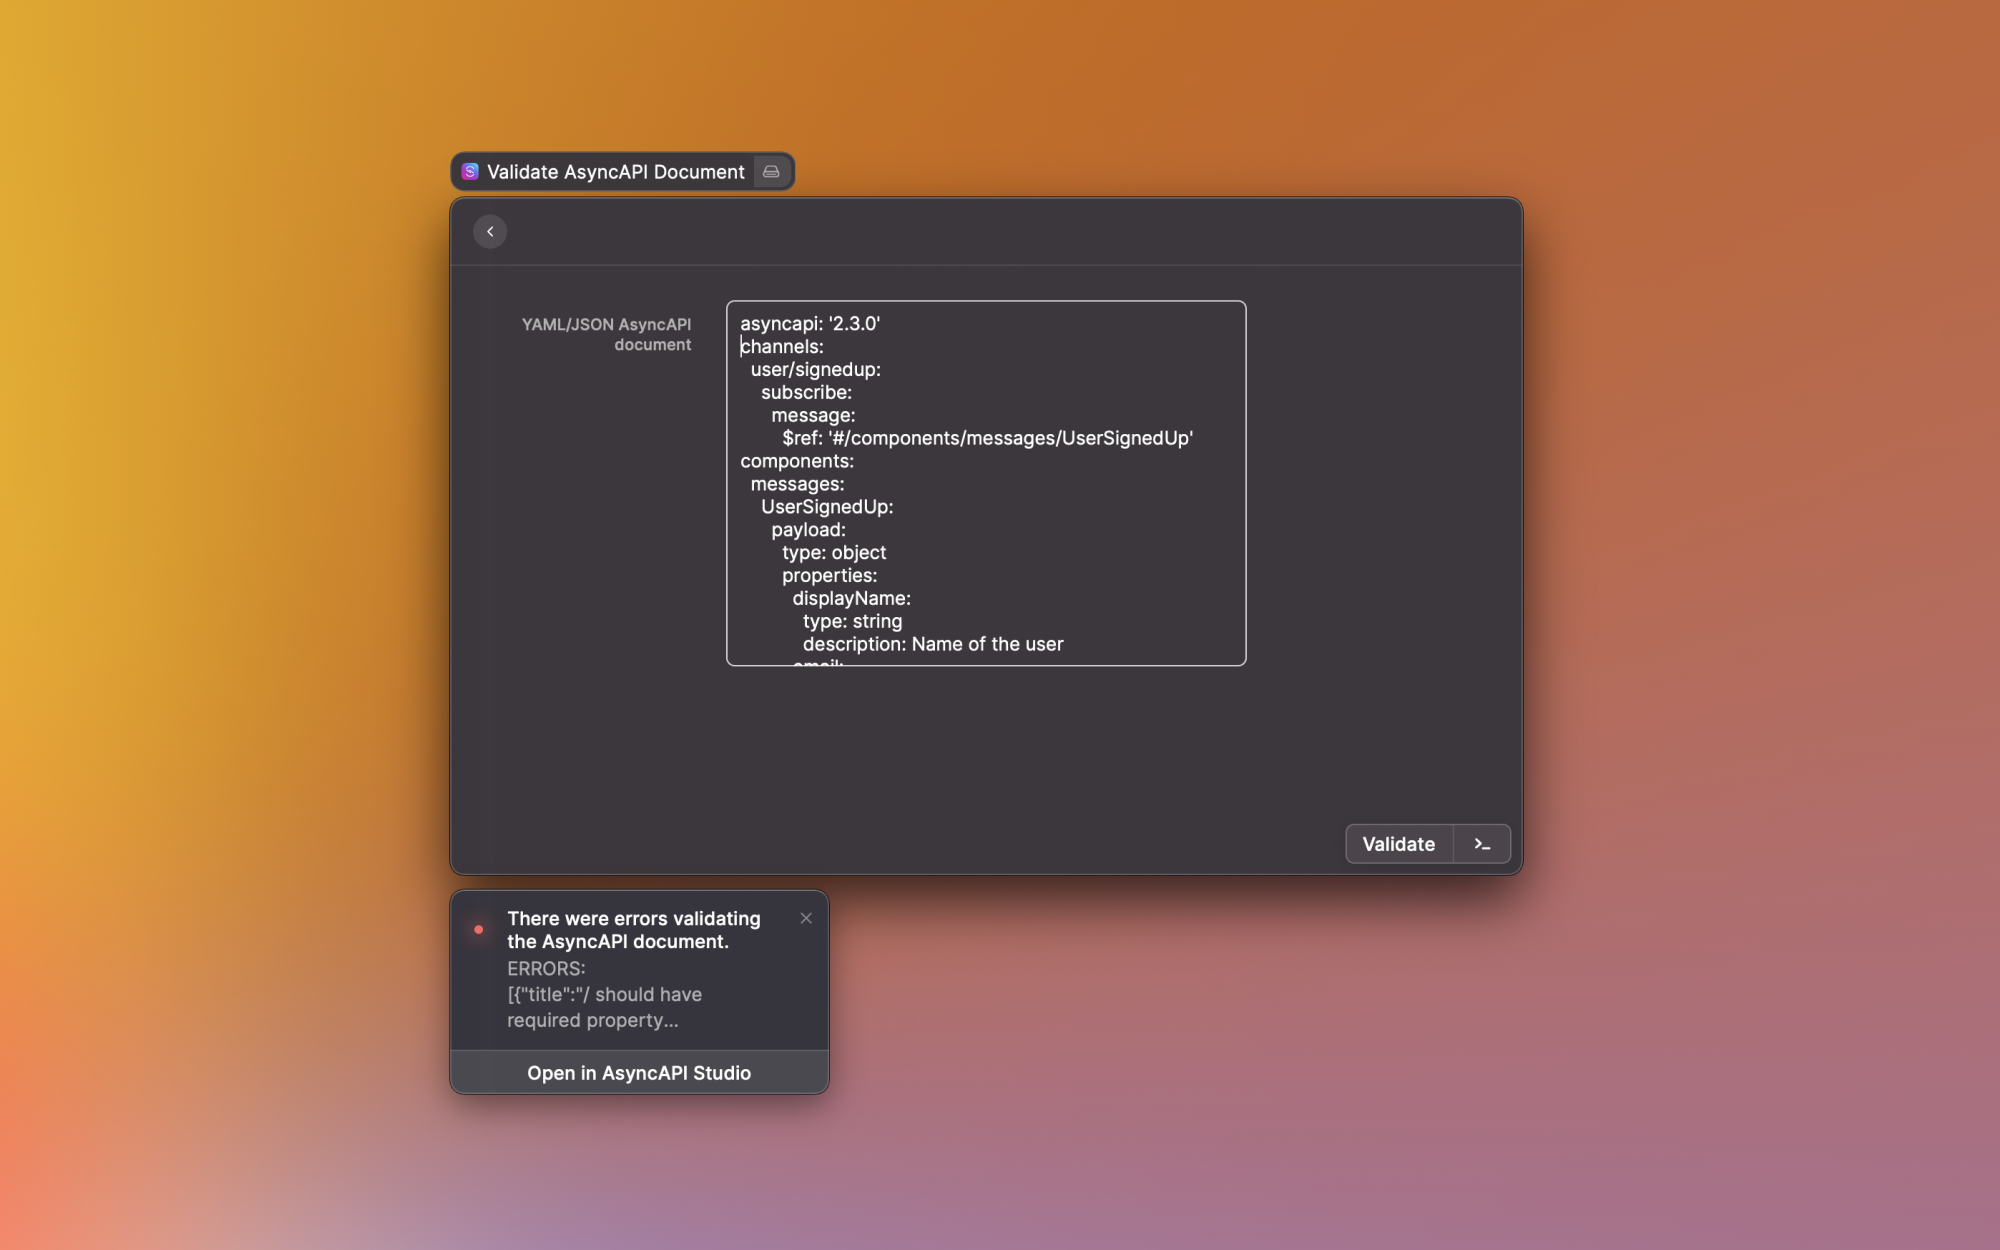 Validate AsyncAPI Document
YAML/JSON AsyncAPI
document
asyncapi: '2.3.0'
channels:
user/signedup:
subscribe:
message:
$ref: '#/components/messages/UserSignedUp'
components:
messages:
UserSignedUp:
payload:
type: object
properties:
displayName:
type: string
description: Name of the user
Validate
There were errors validating
the AsyncAPI document.
ERRORS:
[{"title":"/ should have
required property...
Open in AsyncAPI Studio